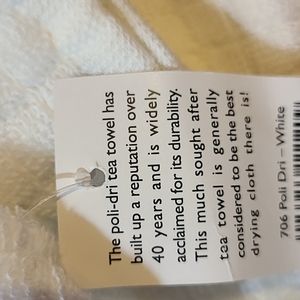 The poli-dri tea towel has
built up a reputation over
40 years and is widely
acclaimed for its durability.
This much sought after
tea towel is generally
considered to be the best
drying cloth there is!
706 Poli Dri - White